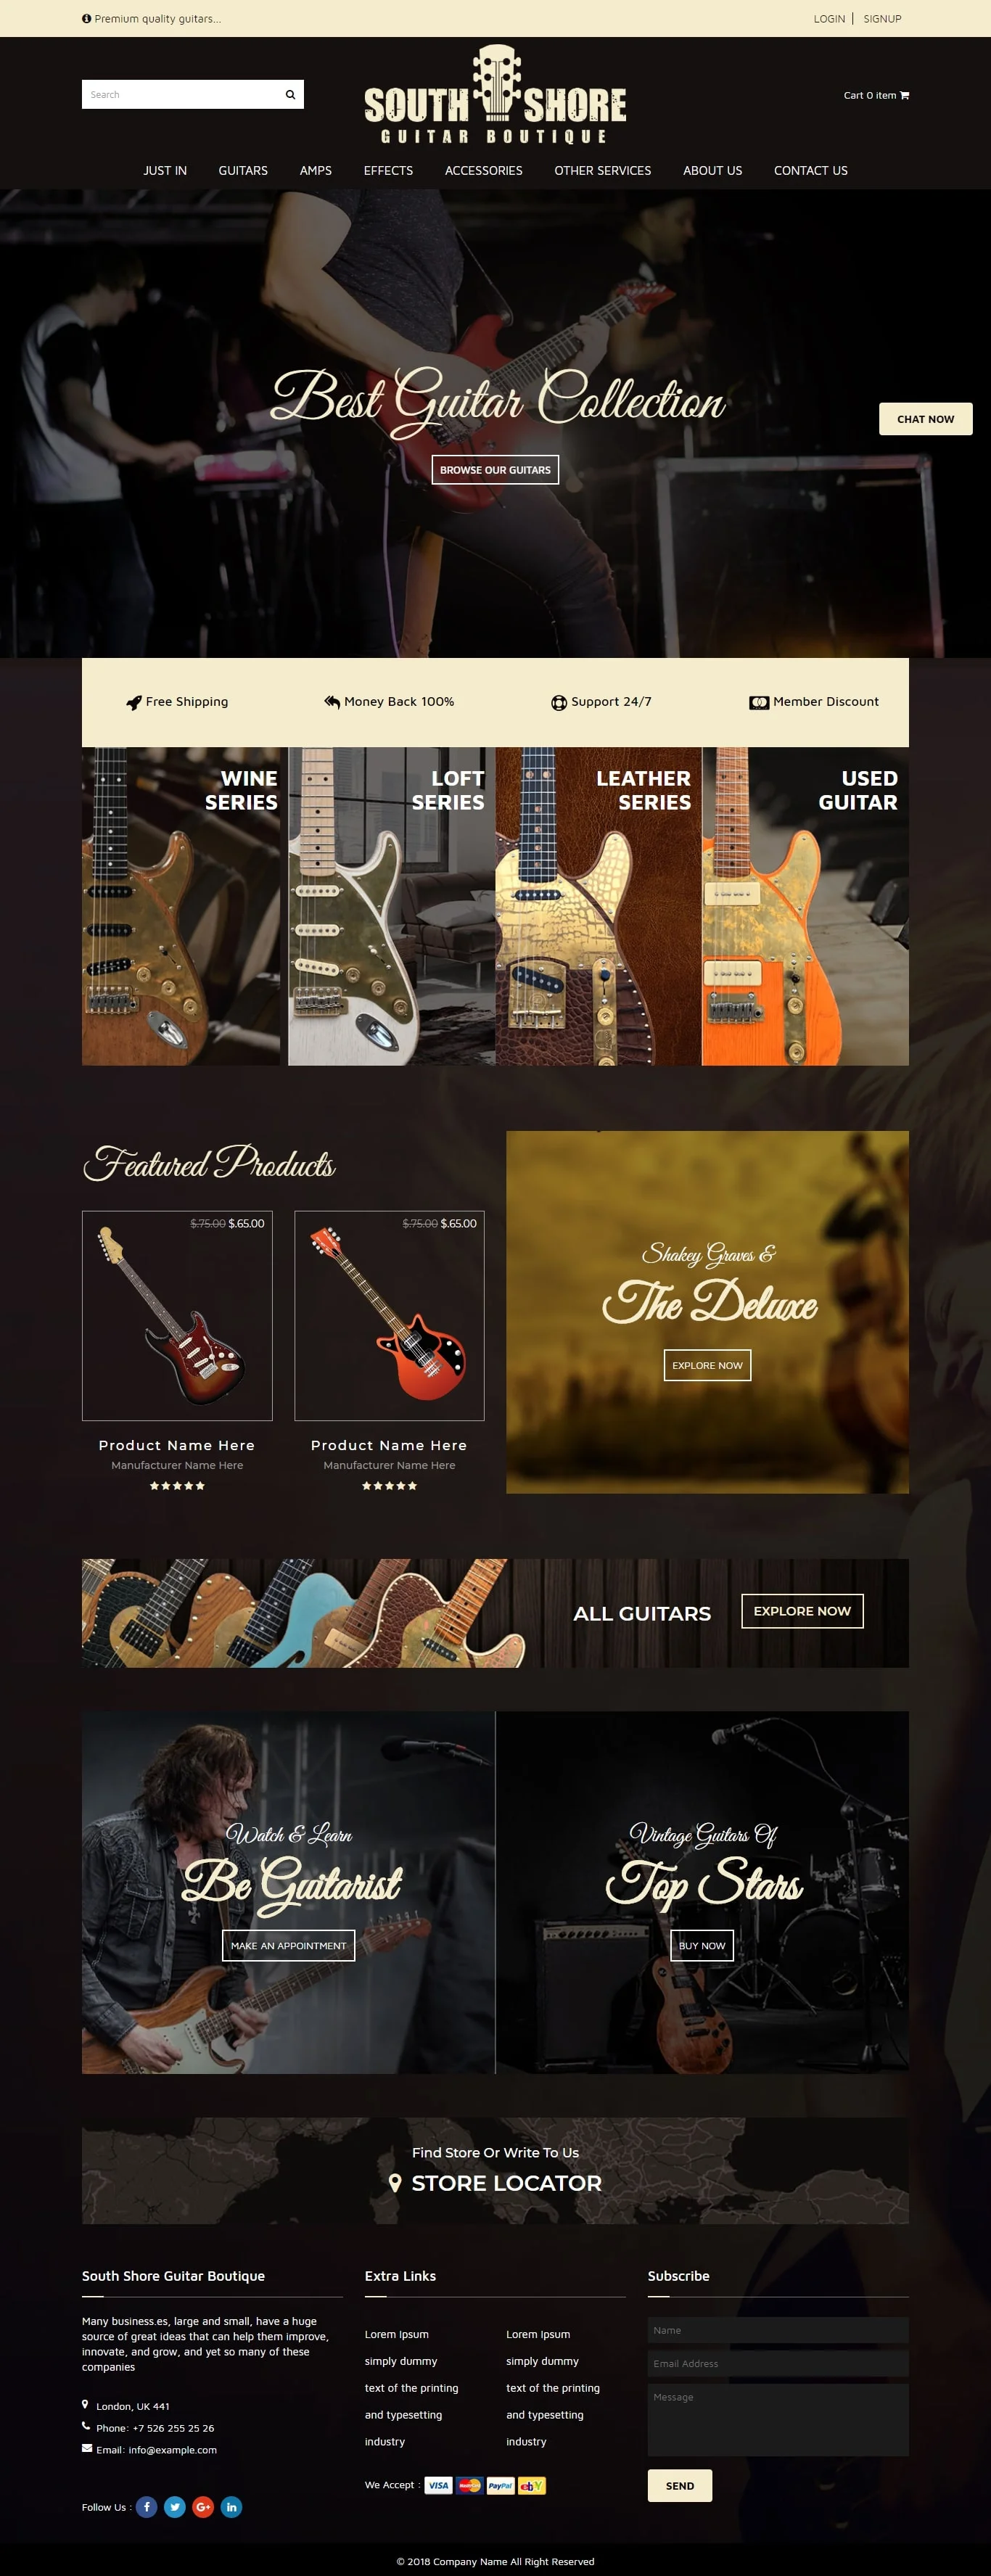 Premium quality guitars...
LOGIN | SIGNUP
Search
SOUTH SHORE
GUITAR BOUTIQUE
Cart 0 item
JUST IN GUITARS AMPS EFFECTS ACCESSORIES OTHER SERVICES ABOUT US CONTACT US
Best Guitar Collection
CHAT NOW
BROWSE OUR GUITARS
Free Shipping
Money Back 100%
Support 24/7
Member Discount
WINE
SERIES
LOFT
SERIES
LEATHER
SERIES
USED
GUITAR
Featured Products
$.75.00 $.65.00
Product Name Here
Manufacturer Name Here
$.75.00 $.65.00
Product Name Here
Manufacturer Name Here
Shakey Graves &
The Deluxe
EXPLORE NOW
ALL GUITARS
EXPLORE NOW
Watch & Learn
Be Guitarist
MAKE AN APPOINTMENT
Vintage Guitars Of
Top Stars
BUY NOW
Find Store Or Write To Us
STORE LOCATOR
South Shore Guitar Boutique
Many business.es, large and small, have a huge
source of great ideas that can help them improve,
innovate, and grow, and yet so many of these
companies
London, UK 441
Phone: +7 526 255 25 26
Email: info@example.com
Follow Us :
f
G+
in
Extra Links
Lorem Ipsum
simply dummy
text of the printing
and typesetting
industry
Lorem Ipsum
simply dummy
text of the printing
and typesetting
industry
We Accept : VISA MasterCard PayPal ebY
Subscribe
Name
Email Address
Message
SEND
© 2018 Company Name All Right Reserved